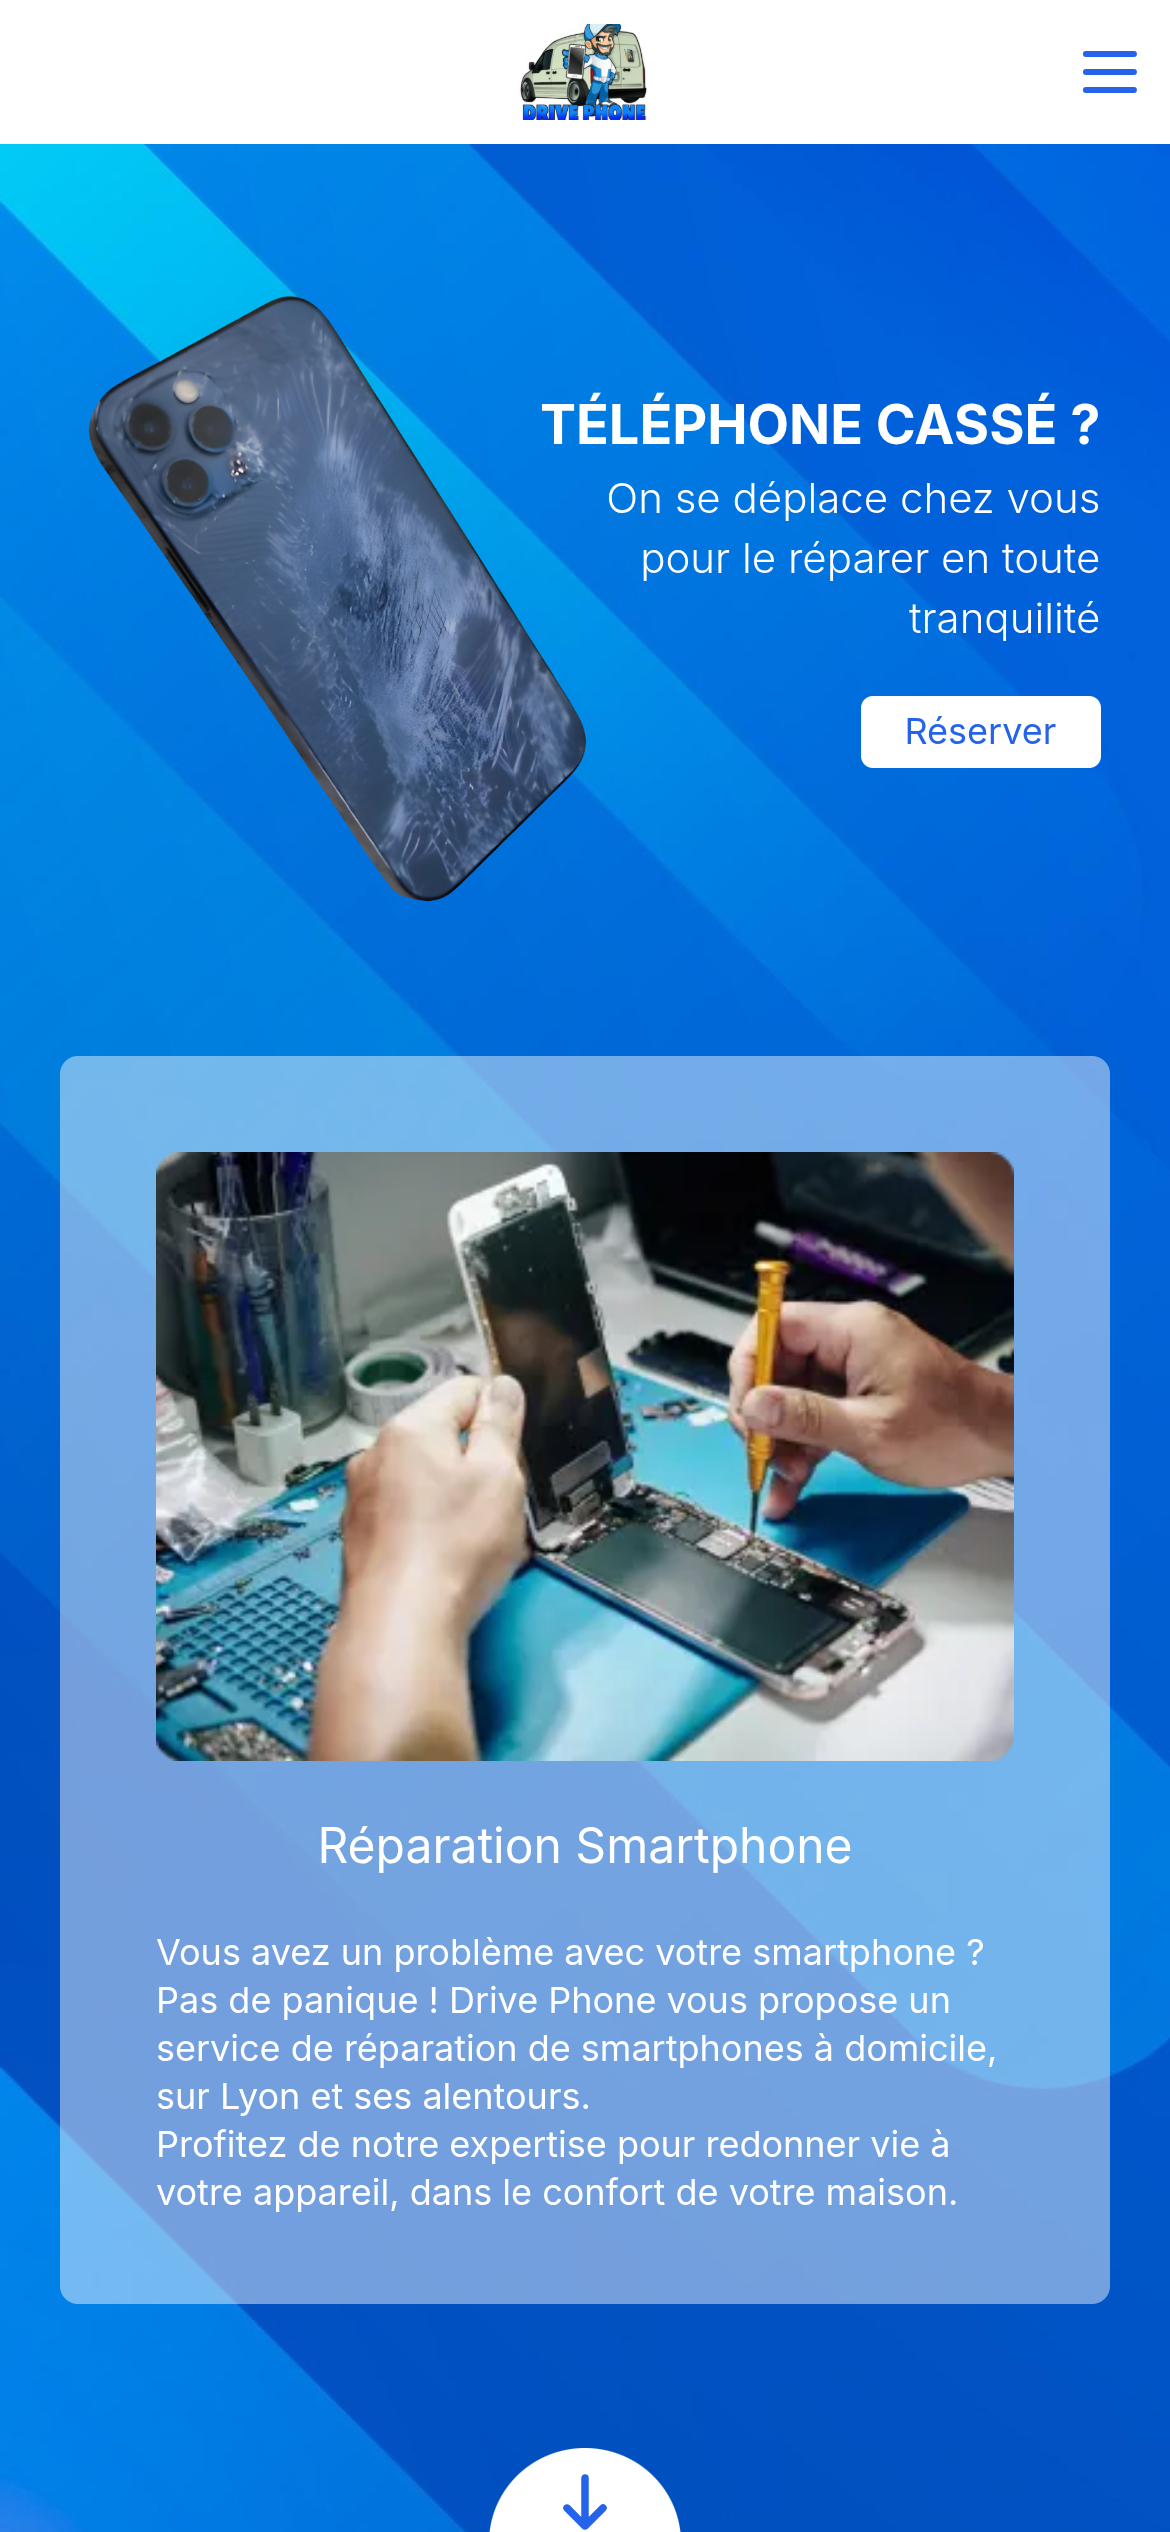 DRIVE PHONE
TÉLÉPHONE CASSÉ ?
On se déplace chez vous
pour le réparer en toute
tranquilité
Réserver
Réparation Smartphone
Vous avez un problème avec votre smartphone ?
Pas de panique ! Drive Phone vous propose un
service de réparation de smartphones à domicile,
sur Lyon et ses alentours.
Profitez de notre expertise pour redonner vie à
votre appareil, dans le confort de votre maison.